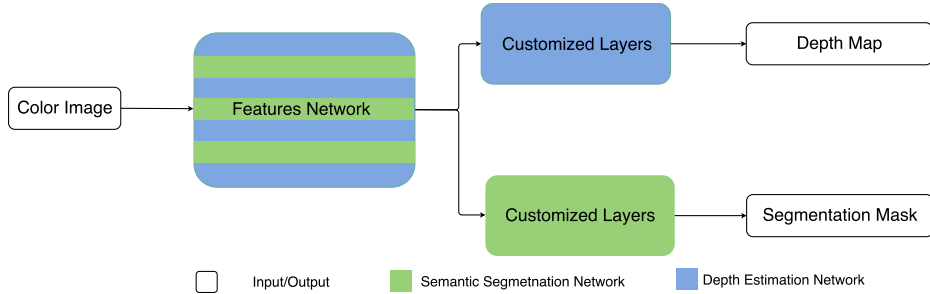 Color Image
Features Network
Customized Layers
Depth Map
Customized Layers
Segmentation Mask
Input/Output
Semantic Segmetnation Network
Depth Estimation Network